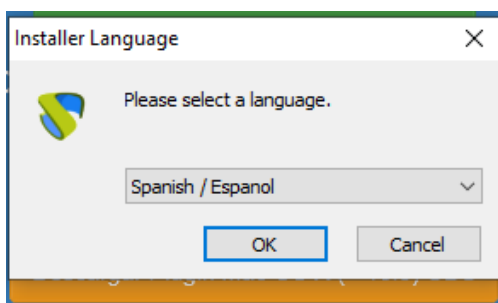 Installer Language
Please select a language.
Spanish / Espanol
OK
Cancel